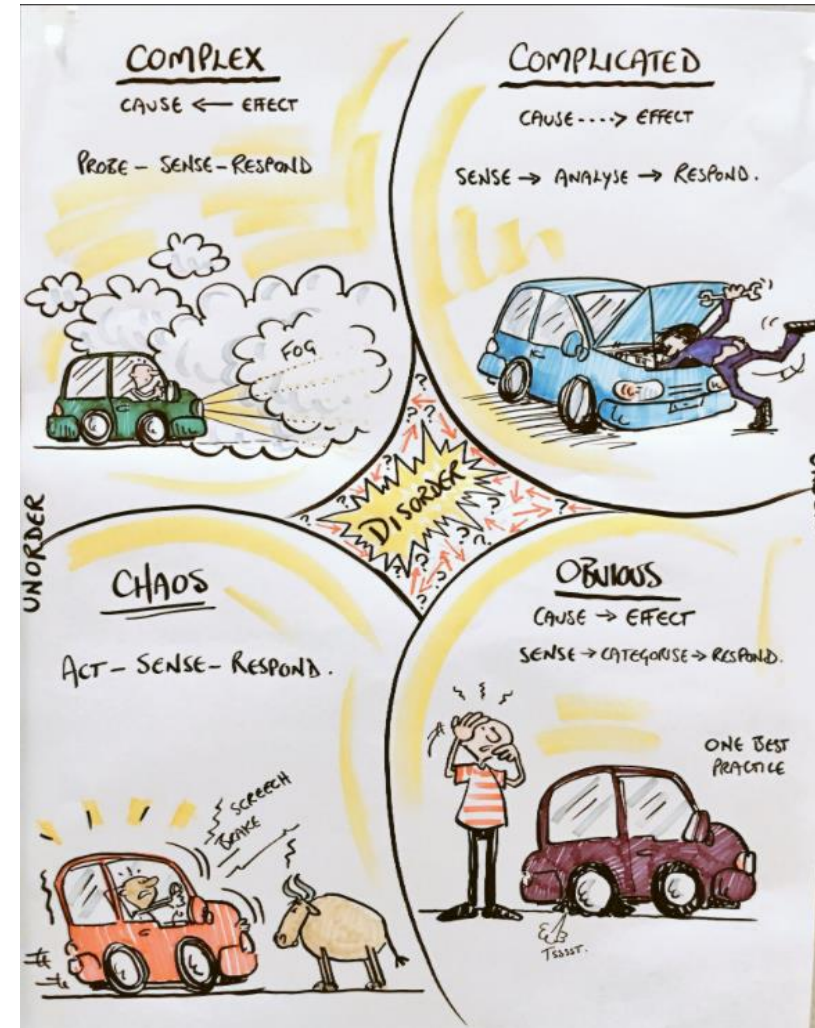 COMPLEX
CAUSE ← EFFECT
PROBE - SENSE - RESPOND
FOG
COMPLICATED
CAUSE ----> EFFECT
SENSE → ANALYSE → RESPOND.
DISORDER
? ? ? ? ? ? ? ? ? ? ? ?
UNORDER
CHAOS
ACT - SENSE - RESPOND.
SCREECH
BRAKE
OBVIOUS
CAUSE → EFFECT
SENSE → CATEGORISE → RESPOND.
ONE BEST
PRACTICE
TSSSST.